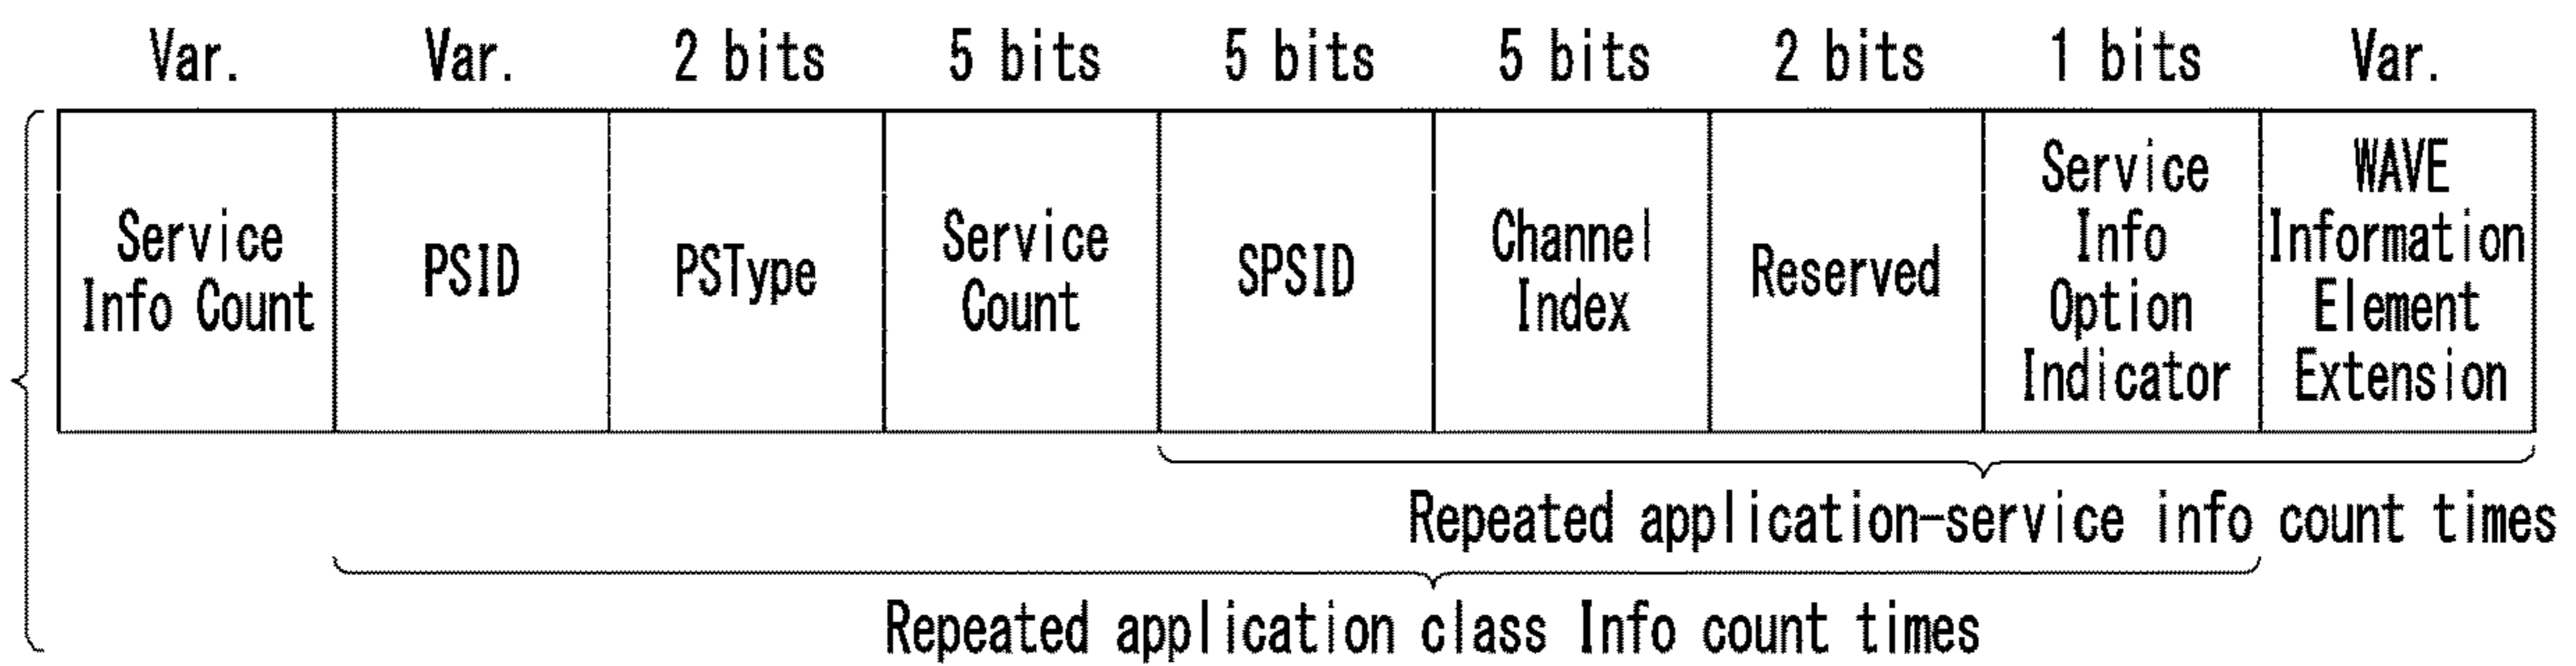 Var. Var. 2 bits 5 bits 5 bits 5 bits 2 bits 1 bits Var.
Service
Info Count
PSID
PSType
Service
Count
SPSID
Channel
Index
Reserved
Service
Info
Option
Indicator
WAVE
Information
Element
Extension
Repeated application-service info count times
Repeated application class Info count times